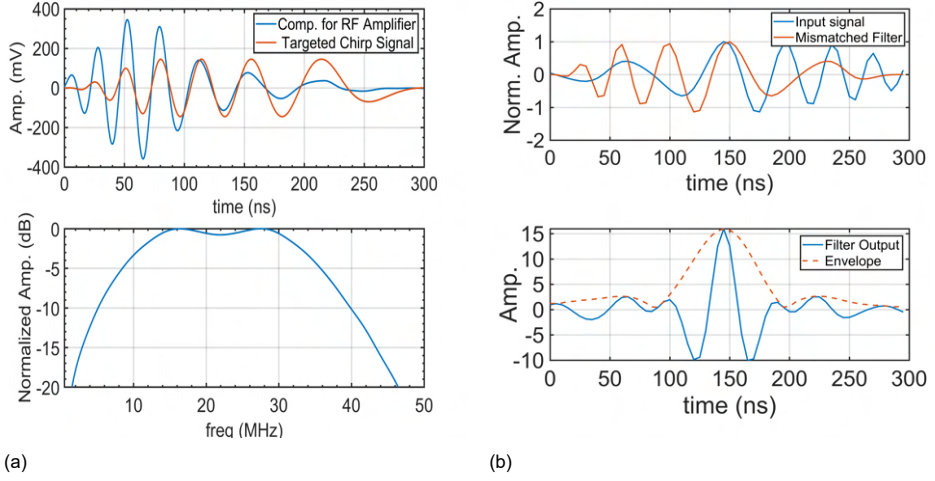 400
200
0
-200
-400
Amp. (mV)
Comp. for RF Amplifier
Targeted Chirp Signal
0 50 100 150 200 250 300
time (ns)
0
-5
-10
-15
-20
Normalized Amp. (dB)
10 20 30 40 50
freq (MHz)
(a)
2
1
0
-1
-2
Norm. Amp.
Input signal
Mismatched Filter
0 50 100 150 200 250 300
time (ns)
15
10
5
0
-5
-10
Amp.
Filter Output
Envelope
0 50 100 150 200 250 300
time (ns)
(b)